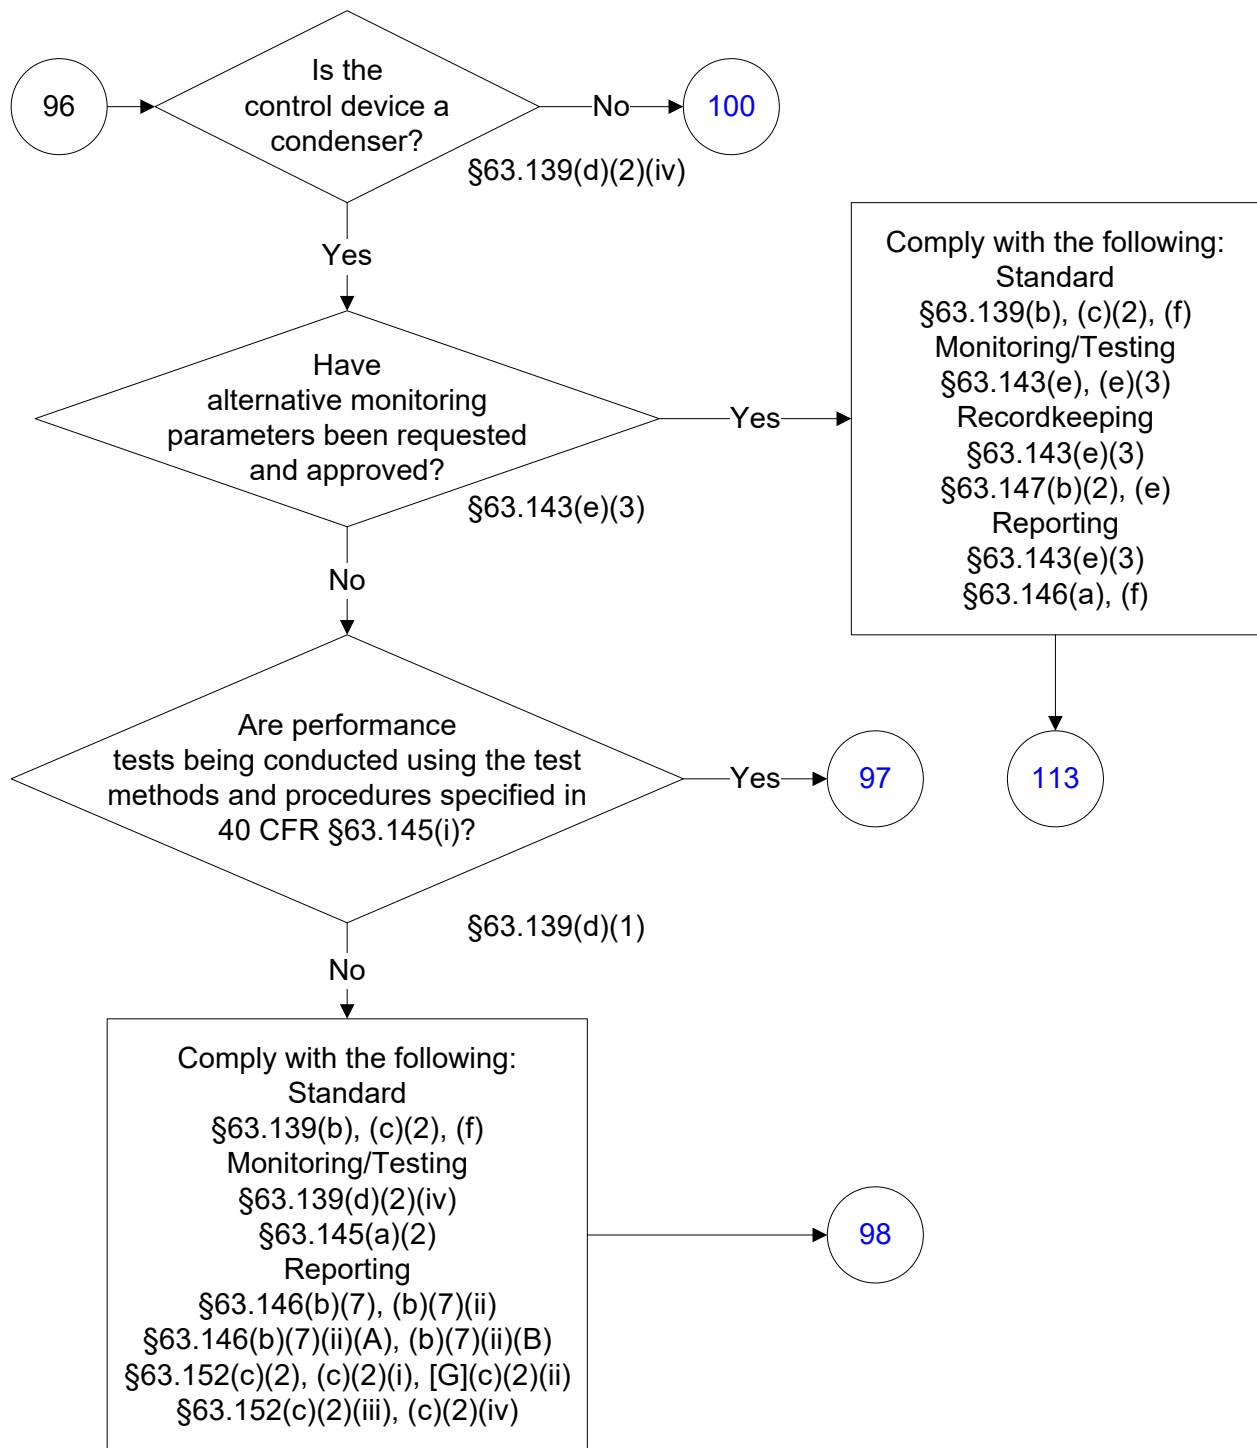 96
Is the
control device a
condenser?
No
100
§63.139(d)(2)(iv)
Yes
Have
alternative monitoring
parameters been requested
and approved?
Yes
§63.143(e)(3)
Comply with the following:
Standard
§63.139(b), (c)(2), (f)
Monitoring/Testing
§63.143(e), (e)(3)
Recordkeeping
§63.143(e)(3)
§63.147(b)(2), (e)
Reporting
§63.143(e)(3)
§63.146(a), (f)
113
No
Are performance
tests being conducted using the test
methods and procedures specified in
40 CFR §63.145(i)?
Yes
97
§63.139(d)(1)
No
Comply with the following:
Standard
§63.139(b), (c)(2), (f)
Monitoring/Testing
§63.139(d)(2)(iv)
§63.145(a)(2)
Reporting
§63.146(b)(7), (b)(7)(ii)
§63.146(b)(7)(ii)(A), (b)(7)(ii)(B)
§63.152(c)(2), (c)(2)(i), [G](c)(2)(ii)
§63.152(c)(2)(iii), (c)(2)(iv)
98